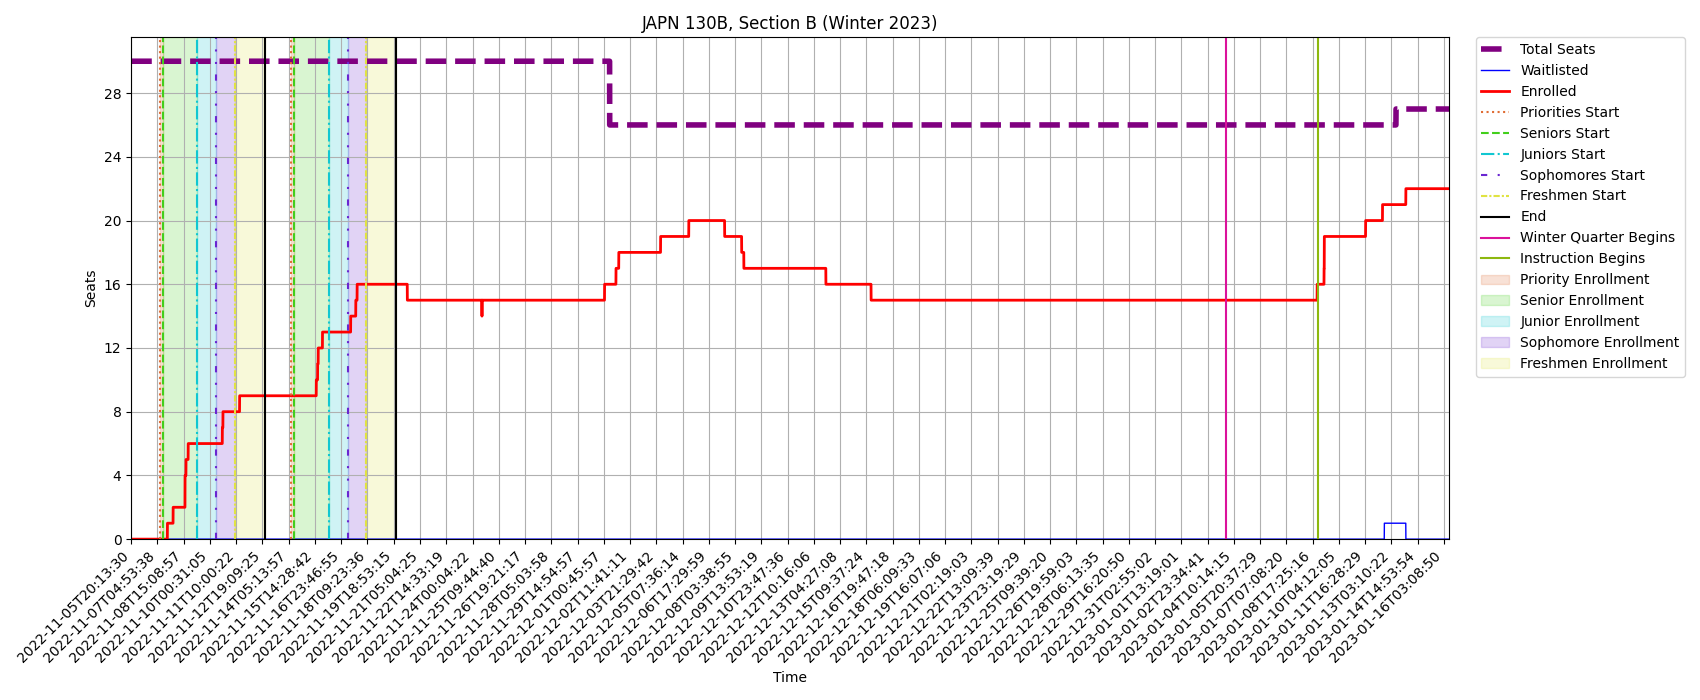 JAPN 130B, Section B (Winter 2023)
Seats
28
24
20
16
12
8
4
0
2022-11-05T20:13:30
2022-11-07T04:53:38
2022-11-08T15:08:57
2022-11-10T00:31:05
2022-11-11T10:00:22
2022-11-12T19:09:25
2022-11-14T05:13:57
2022-11-15T14:28:42
2022-11-16T23:46:55
2022-11-18T09:23:36
2022-11-19T18:53:15
2022-11-21T05:04:25
2022-11-22T14:33:19
2022-11-24T00:04:22
2022-11-25T09:44:40
2022-11-26T19:21:17
2022-11-28T05:03:58
2022-11-29T14:54:57
2022-12-01T00:45:57
2022-12-02T11:41:11
2022-12-03T21:29:42
2022-12-05T07:36:14
2022-12-06T17:29:59
2022-12-08T03:38:55
2022-12-09T13:53:19
2022-12-10T23:47:36
2022-12-12T10:16:06
2022-12-13T04:27:08
2022-12-15T09:37:24
2022-12-16T19:47:18
2022-12-18T06:09:33
2022-12-19T16:07:06
2022-12-21T02:19:03
2022-12-22T13:09:39
2022-12-23T23:19:29
2022-12-25T09:39:20
2022-12-26T19:59:03
2022-12-28T06:13:35
2022-12-29T16:20:50
2022-12-31T02:55:02
2023-01-01T13:19:01
2023-01-02T23:34:41
2023-01-04T10:14:15
2023-01-05T20:37:29
2023-01-07T07:08:20
2023-01-08T17:25:16
2023-01-10T04:12:05
2023-01-11T16:28:29
2023-01-13T03:10:22
2023-01-14T14:53:54
2023-01-16T03:08:50
Time
Total Seats
Waitlisted
Enrolled
Priorities Start
Seniors Start
Juniors Start
Sophomores Start
Freshmen Start
End
Winter Quarter Begins
Instruction Begins
Priority Enrollment
Senior Enrollment
Junior Enrollment
Sophomore Enrollment
Freshmen Enrollment